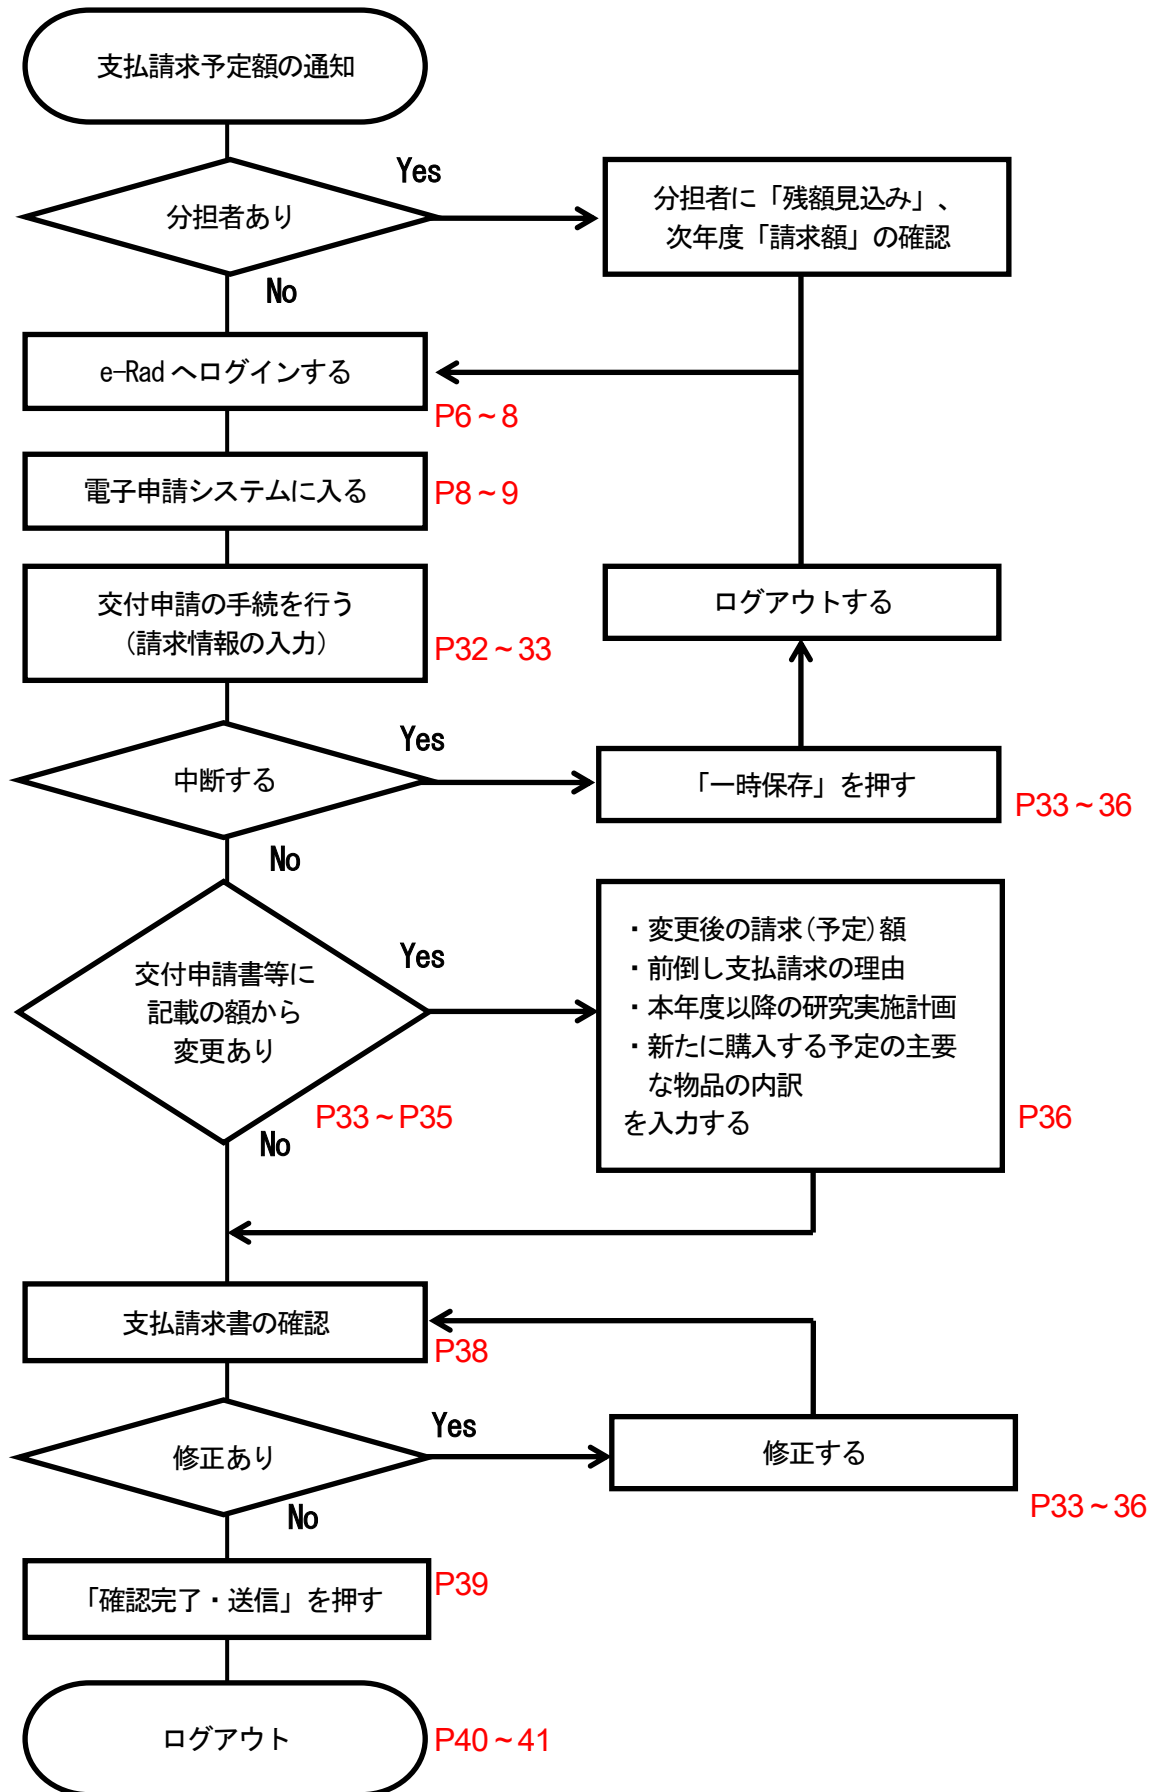 支払請求予定額の通知
分担者あり
Yes
分担者に「残額見込み」、
次年度「請求額」の確認
No
e-Rad へログインする
P6～8
電子申請システムに入る
P8～9
交付申請の手続を行う
（請求情報の入力）
P32～33
ログアウトする
中断する
Yes
「一時保存」を押す
P33～36
No
交付申請書等に
記載の額から
変更あり
P33～P35
Yes
・変更後の請求（予定）額
・前倒し支払請求の理由
・本年度以降の研究実施計画
・新たに購入する予定の主要
な物品の内訳
を入力する
P36
No
支払請求書の確認
P38
修正あり
Yes
修正する
P33～36
No
「確認完了・送信」を押す
P39
ログアウト
P40～41